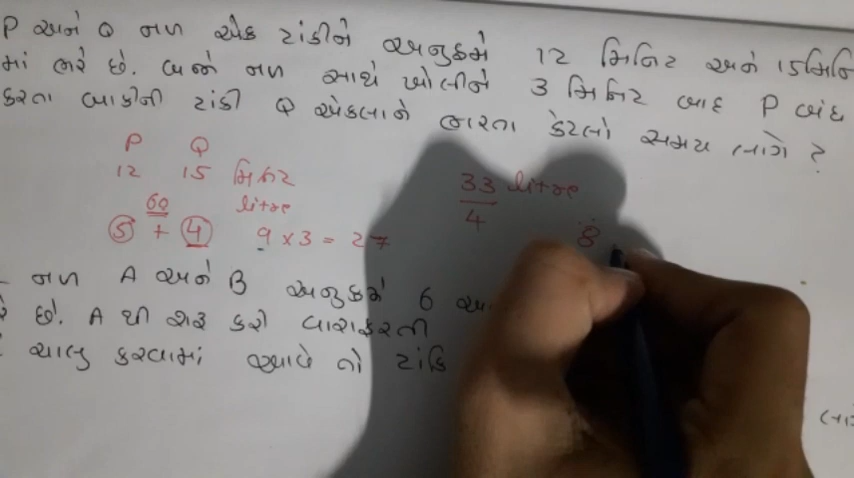 P અને Q નળ એક ટાંકીને અનુક્રમે 12 મિનિટ અને 15 મિનિ
માં ભરે છે. બન્ને નળ સાથે ખોલીને 3 મિનિટ બાદ P બંધ
કરતા બાકીની ટાંકી Q એકલાને ભરતા કેટલો સમય લાગે ?
P Q
12 15 મિનિટ
60 litre
5 + 4 9 x 3 = 27
33 litre
4
8
નળ A અને B અનુક્રમે 6
છે. A થી શરૂ કરી વારાફરતી
ચાલુ કરવામાં આવે તો ટાંકિ